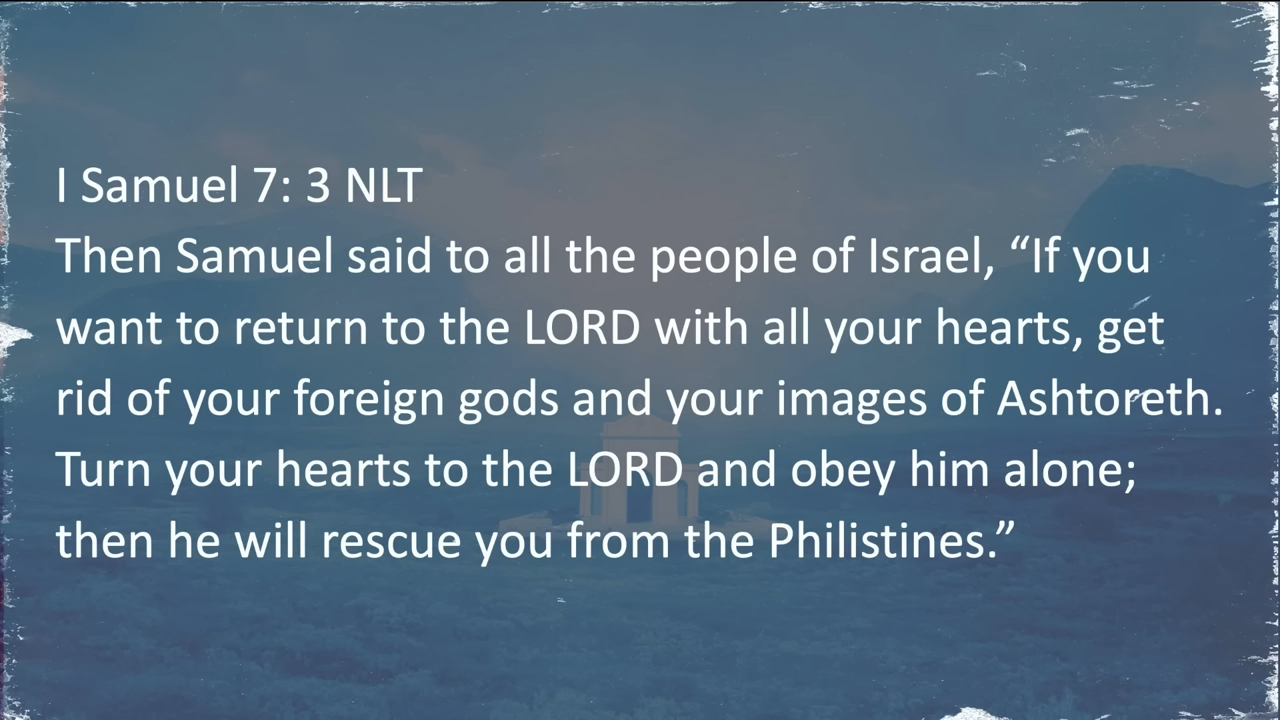 I Samuel 7: 3 NLT
Then Samuel said to all the people of Israel, “If you
want to return to the LORD with all your hearts, get
rid of your foreign gods and your images of Ashtoreth.
Turn your hearts to the LORD and obey him alone;
then he will rescue you from the Philistines.”